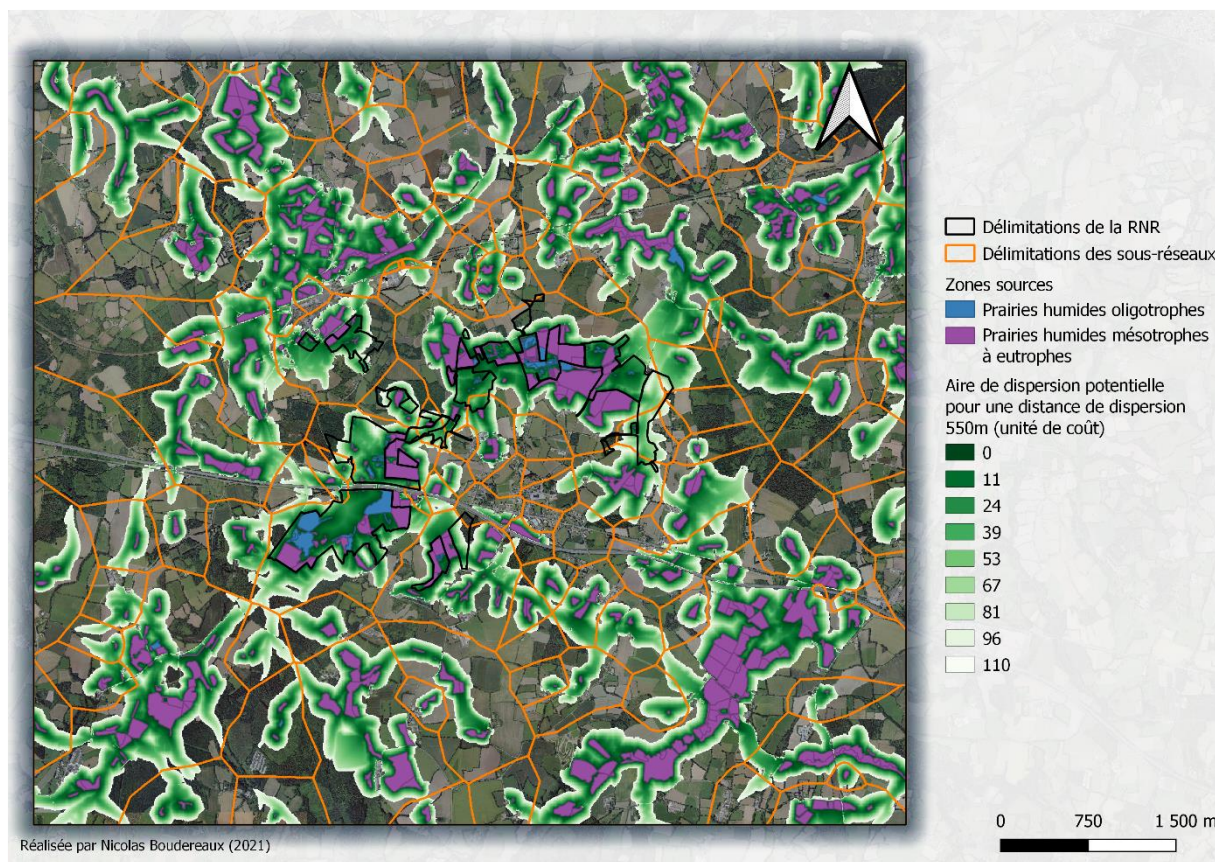 Délimitations de la RNR
Délimitations des sous-réseaux
Zones sources
Prairies humides oligotrophes
Prairies humides mésotrophes
à eutrophes
Aire de dispersion potentielle
pour une distance de dispersion
550m (unité de coût)
0
11
24
39
53
67
81
96
110
0 750 1 500 m
Réalisée par Nicolas Boudereaux (2021)